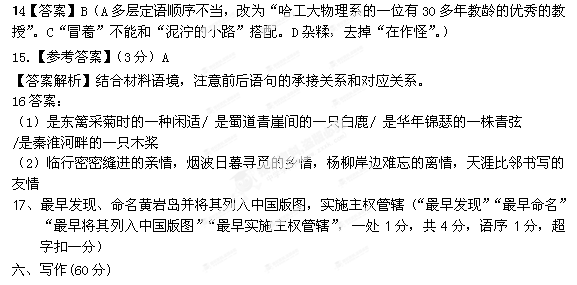 14【答案】B（A多层定语顺序不当，改为“哈工大物理系的一位有30多年教龄的优秀的教
授”。C“冒着”不能和“泥泞的小路”搭配。D杂糅，去掉“在作怪”。）
15.【参考答案】（3分）A
【答案解析】结合材料语境，注意前后语句的承接关系和对应关系。
16答案：
（1）是东篱采菊时的一种闲适/ 是蜀道青崖间的一只白鹿/ 是华年锦瑟的一株青弦
/是秦淮河畔的一只木桨
（2）临行密密缝进的亲情，烟波日暮寻觅的乡情，杨柳岸边难忘的离情，天涯比邻书写的
友情
17、最早发现、命名黄岩岛并将其列入中国版图，实施主权管辖（“最早发现”“最早命名”
“最早将其列入中国版图”“最早实施主权管辖”，一处1分，共4分，语序1分，超
字扣一分）
六、写作(60分)